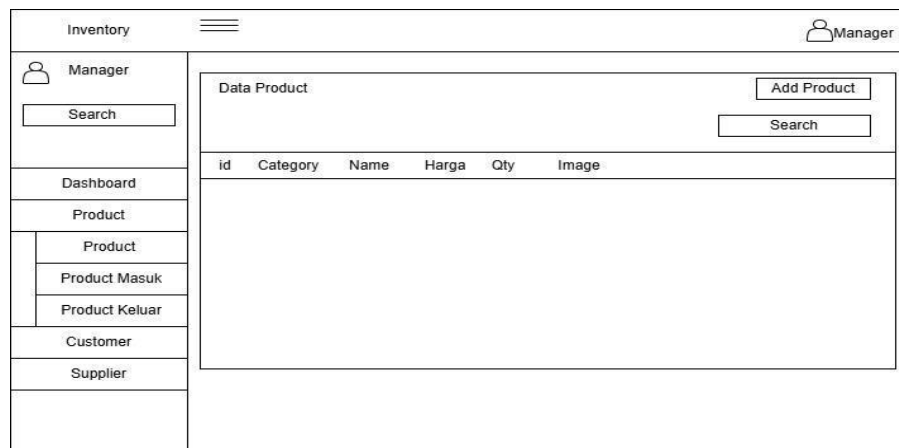 Inventory
Manager
Manager
Search
Dashboard
Product
Product
Product Masuk
Product Keluar
Customer
Supplier
Data Product
Add Product
Search
id Category Name Harga Qty Image